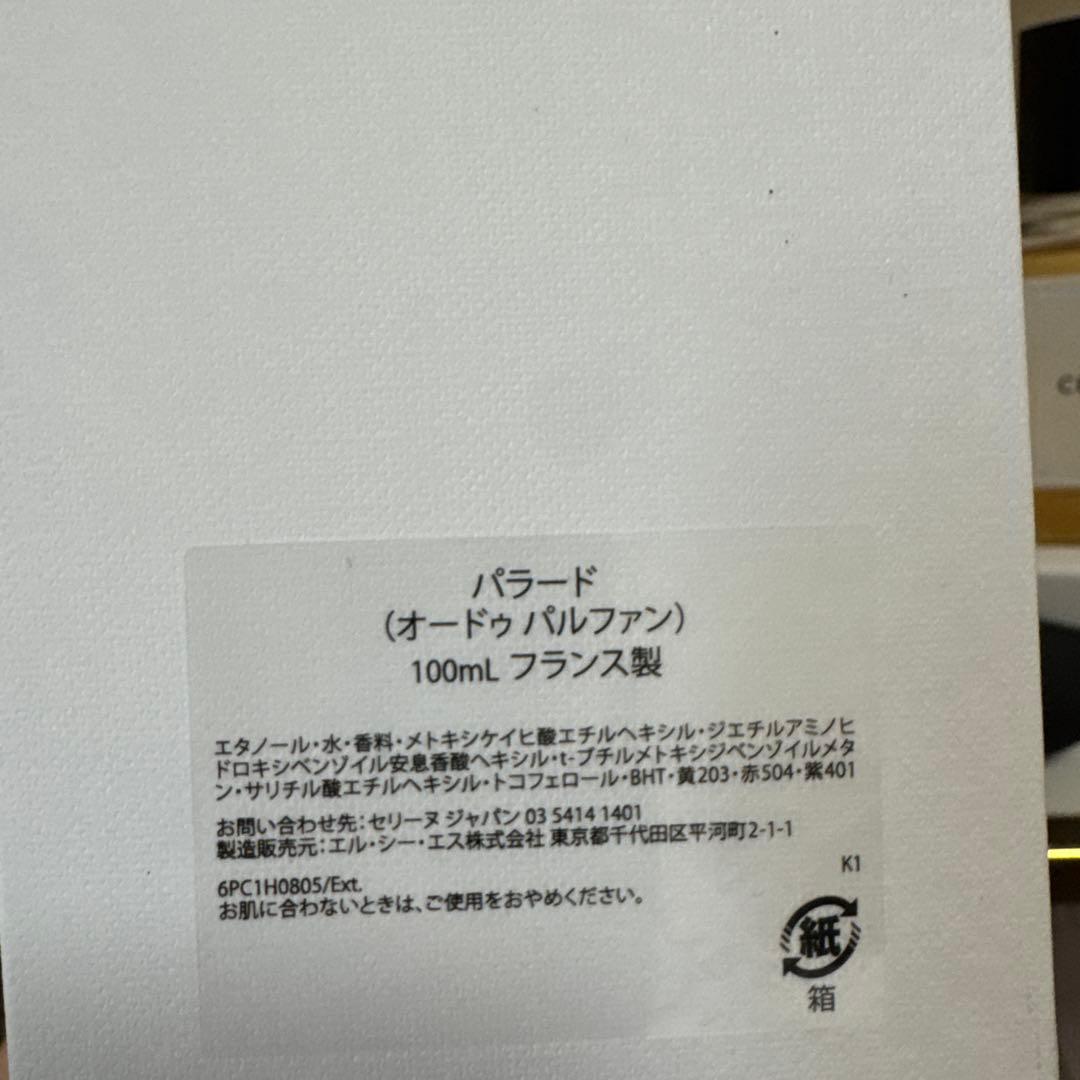 パラード
（オードゥ パルファン）
100mL フランス製
エタノール・水・香料・メトキシケイヒ酸エチルヘキシル・ジエチルアミノヒ
ドロキシベンゾイル安息香酸ヘキシル・t-ブチルメトキシジベンゾイルメタ
ン・サリチル酸エチルヘキシル・トコフェロール・BHT・黄203・赤504・紫401
お問い合わせ先：セリーヌ ジャパン 03 5414 1401
製造販売元：エル・シー・エス株式会社 東京都千代田区平河町2-1-1
K1
6PC1H0805/Ext.
お肌に合わないときは、ご使用をおやめください。
紙
箱